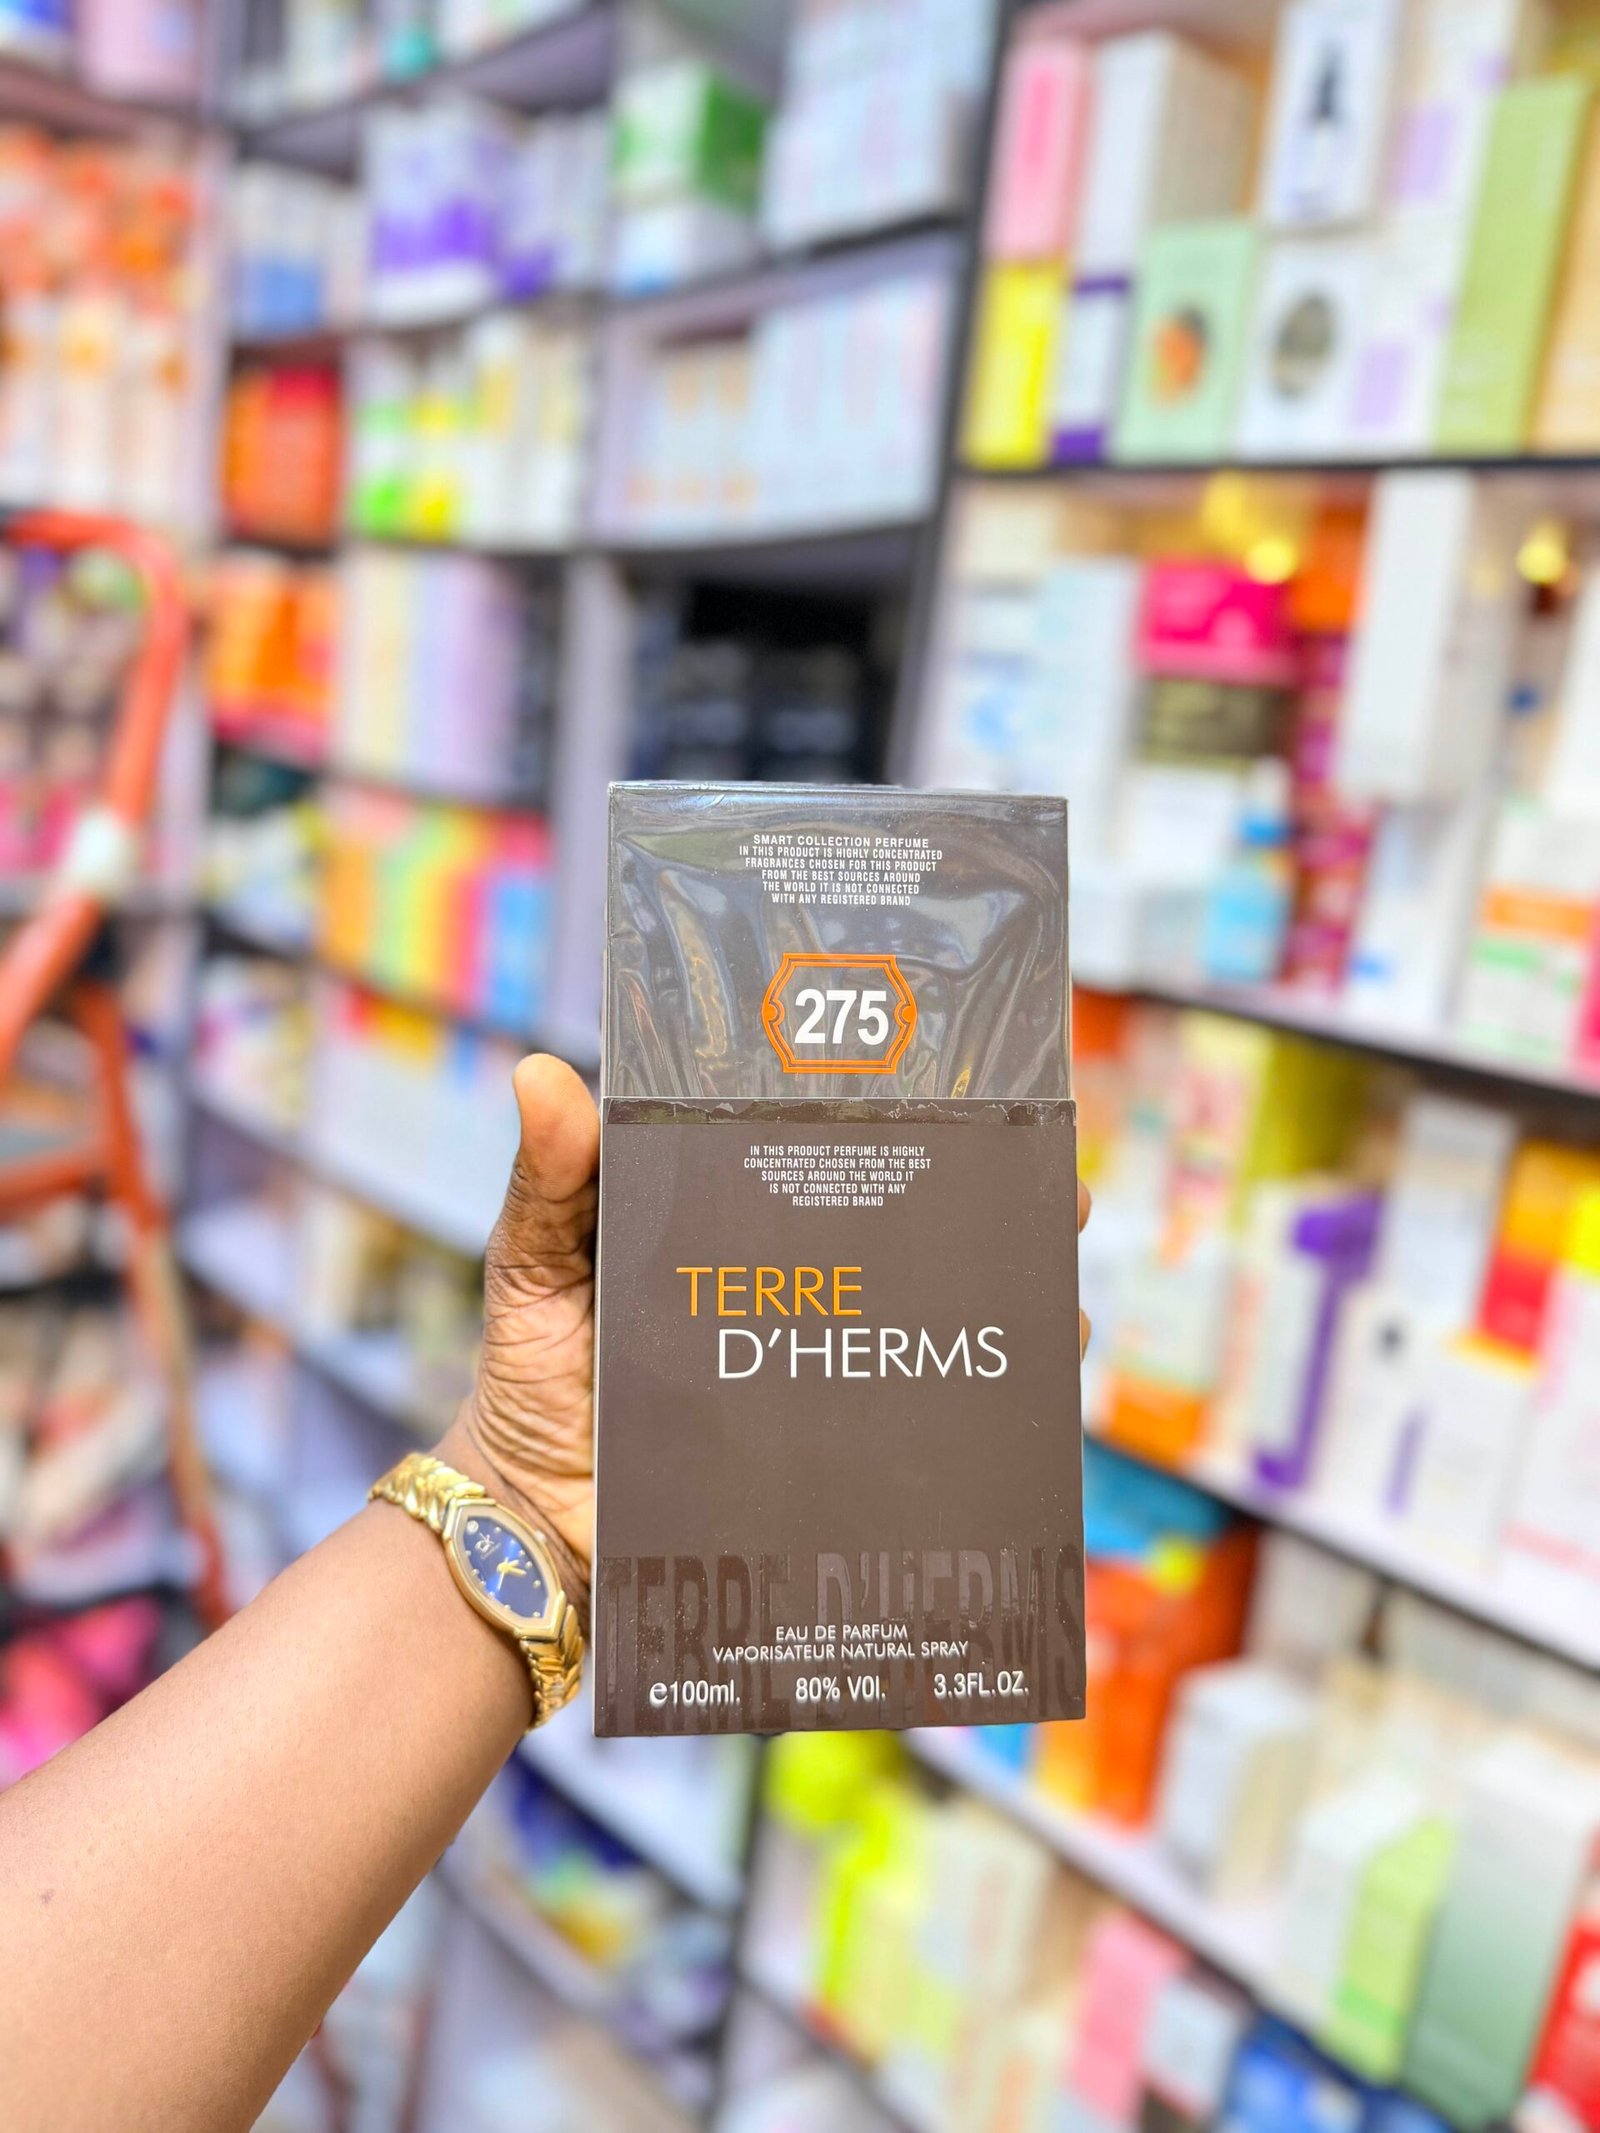 SMART COLLECTION PERFUME
IN THIS PRODUCT IS HIGHLY CONCENTRATED
FRAGRANCES CHOSEN FOR THIS PRODUCT
FROM THE BEST SOURCES AROUND
THE WORLD IT IS NOT CONNECTED
WITH ANY REGISTERED BRAND
275
IN THIS PRODUCT PERFUME IS HIGHLY
CONCENTRATED CHOSEN FROM THE BEST
SOURCES AROUND THE WORLD IT
IS NOT CONNECTED WITH ANY
REGISTERED BRAND
TERRE
D'HERMS
TERRE D'HERMS
EAU DE PARFUM
VAPORISATEUR NATURAL SPRAY
e100ml. 80% VOl. 3.3FL.OZ.
ck